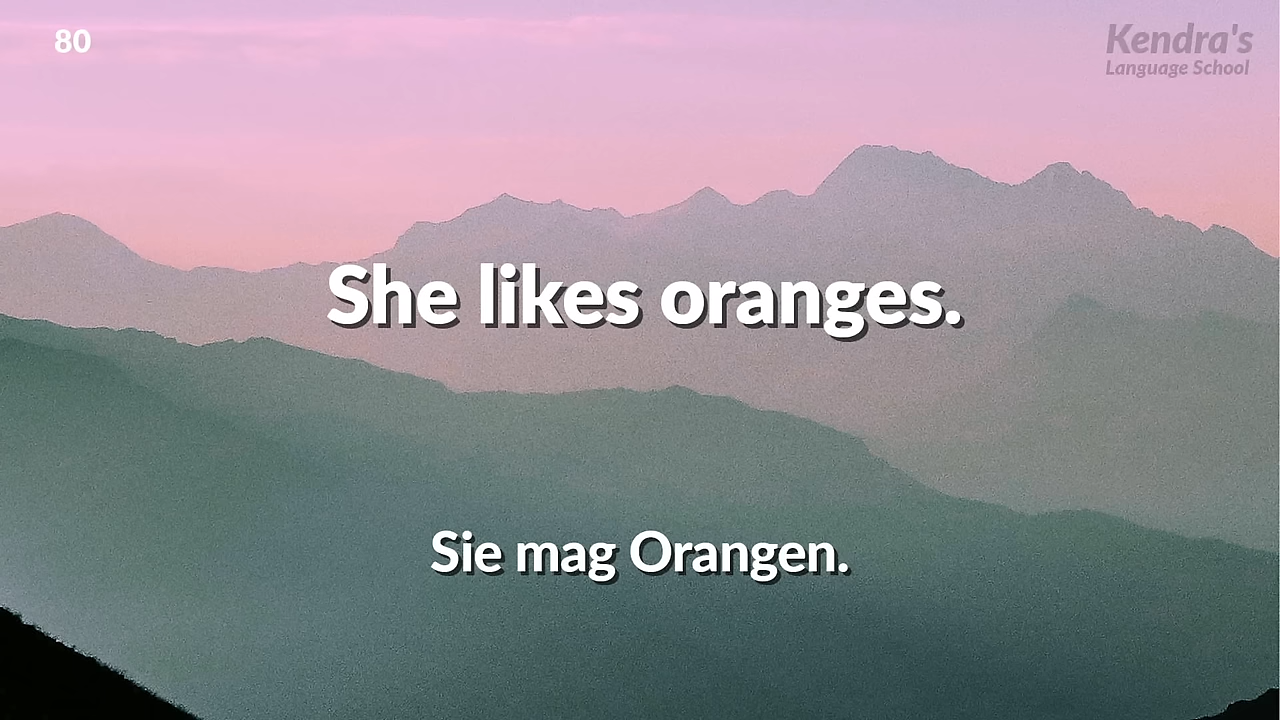 80
Kendra's
Language School
She likes oranges.
Sie mag Orangen.